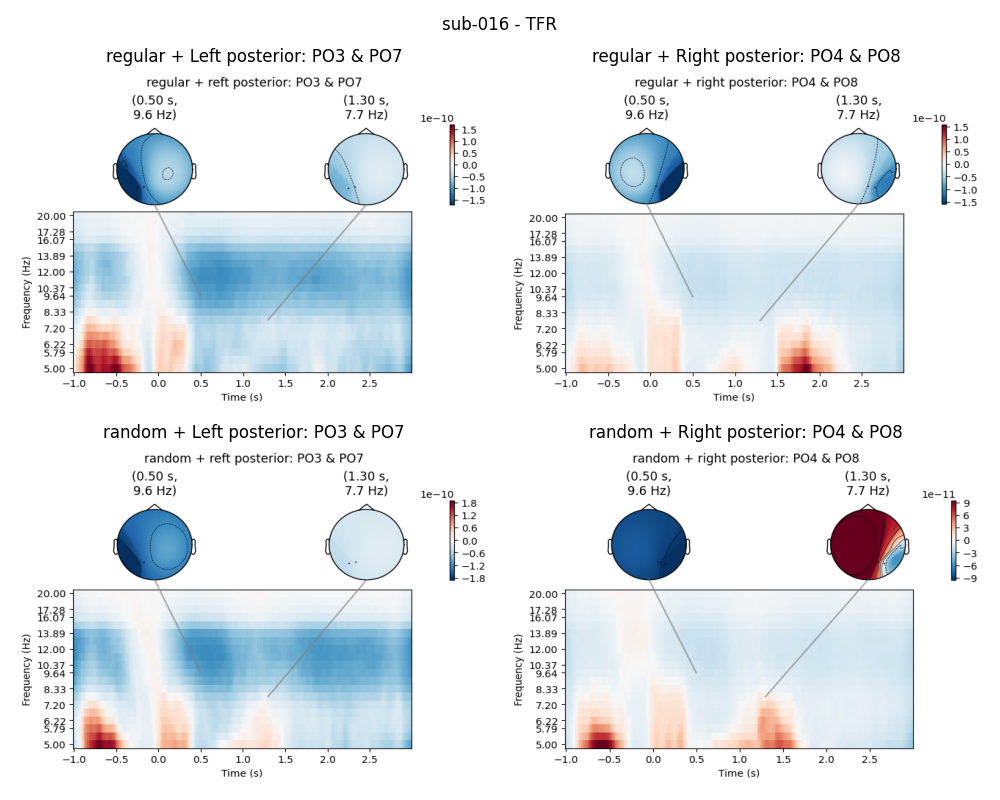 sub-016 - TFR
regular + Left posterior: PO3 & PO7
regular + reft posterior: PO3 & PO7
(0.50 s,
9.6 Hz)
(1.30 s,
7.7 Hz)
1e−10
1.5
1.0
0.5
0.0
−0.5
−1.0
−1.5
20.00
17.28
16.07
13.89
12.00
10.37
9.64
8.33
7.20
6.22
5.79
5.00
Frequency (Hz)
−1.0 −0.5 0.0 0.5 1.0 1.5 2.0 2.5
Time (s)
regular + Right posterior: PO4 & PO8
regular + right posterior: PO4 & PO8
(0.50 s,
9.6 Hz)
(1.30 s,
7.7 Hz)
1e−10
1.5
1.0
0.5
0.0
−0.5
−1.0
−1.5
20.00
17.28
16.07
13.89
12.00
10.37
9.64
8.33
7.20
6.22
5.79
5.00
Frequency (Hz)
−1.0 −0.5 0.0 0.5 1.0 1.5 2.0 2.5
Time (s)
random + Left posterior: PO3 & PO7
random + reft posterior: PO3 & PO7
(0.50 s,
9.6 Hz)
(1.30 s,
7.7 Hz)
1e−10
1.8
1.2
0.6
0.0
−0.6
−1.2
−1.8
20.00
17.28
16.07
13.89
12.00
10.37
9.64
8.33
7.20
6.22
5.79
5.00
Frequency (Hz)
−1.0 −0.5 0.0 0.5 1.0 1.5 2.0 2.5
Time (s)
random + Right posterior: PO4 & PO8
random + right posterior: PO4 & PO8
(0.50 s,
9.6 Hz)
(1.30 s,
7.7 Hz)
1e−11
9
6
3
0
−3
−6
−9
20.00
17.28
16.07
13.89
12.00
10.37
9.64
8.33
7.20
6.22
5.79
5.00
Frequency (Hz)
−1.0 −0.5 0.0 0.5 1.0 1.5 2.0 2.5
Time (s)